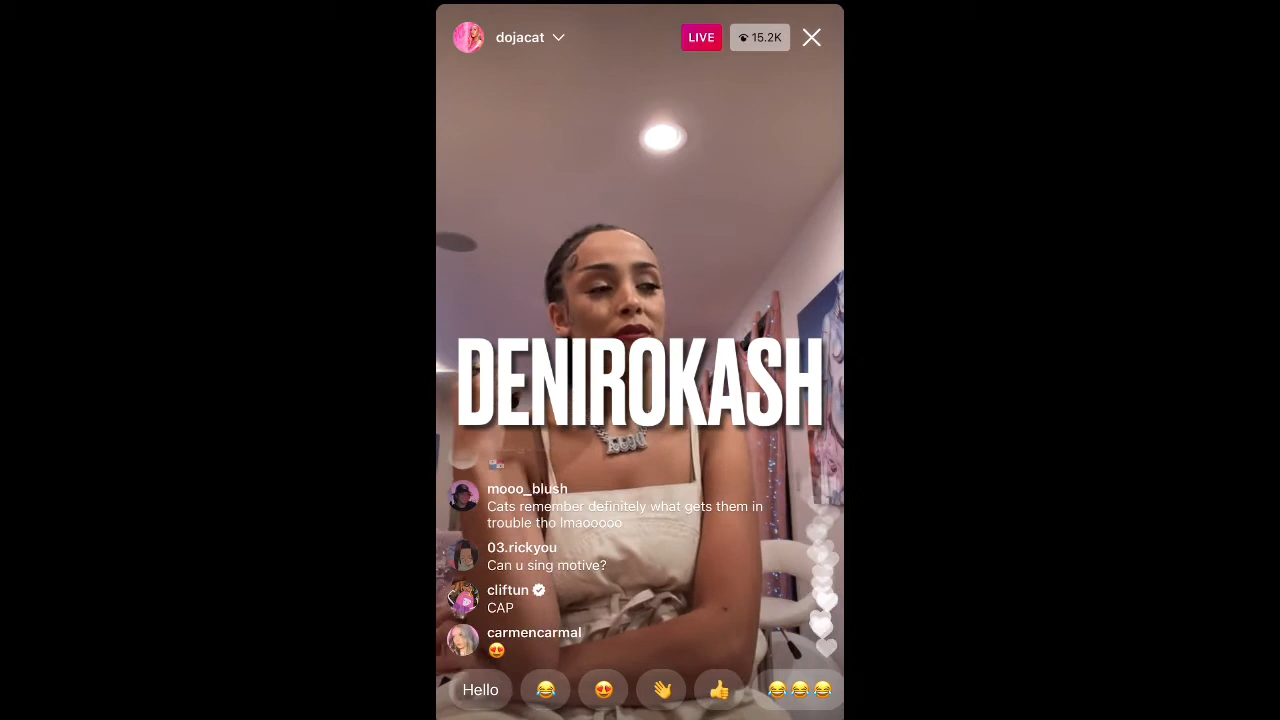 dojacat
LIVE
15.2K
DENIROKASH
mooo_blush
Cats remember definitely what gets them in
trouble tho lmaooooo
03.rickyou
Can u sing motive?
cliftun
CAP
carmencarmal
Hello